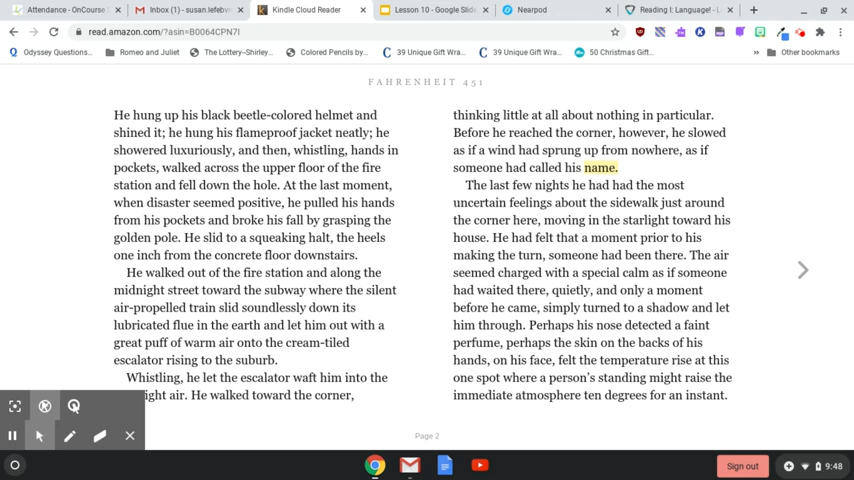 Attendance - OnCourse
Inbox (1) - susan.lefebv
Kindle Cloud Reader
Lesson 10 - Google Slide
Nearpod
Reading I: Language! - L
read.amazon.com/?asin=B0064CPN7I
Odyssey Questions...
Romeo and Juliet
The Lottery--Shirley...
Colored Pencils by...
39 Unique Gift Wra...
39 Unique Gift Wra...
50 Christmas Gift...
Other bookmarks
FAHRENHEIT 451
He hung up his black beetle-colored helmet and
shined it; he hung his flameproof jacket neatly; he
showered luxuriously, and then, whistling, hands in
pockets, walked across the upper floor of the fire
station and fell down the hole. At the last moment,
when disaster seemed positive, he pulled his hands
from his pockets and broke his fall by grasping the
golden pole. He slid to a squeaking halt, the heels
one inch from the concrete floor downstairs.
He walked out of the fire station and along the
midnight street toward the subway where the silent
air-propelled train slid soundlessly down its
lubricated flue in the earth and let him out with a
great puff of warm air onto the cream-tiled
escalator rising to the suburb.
Whistling, he let the escalator waft him into the
ight air. He walked toward the corner,
thinking little at all about nothing in particular.
Before he reached the corner, however, he slowed
as if a wind had sprung up from nowhere, as if
someone had called his name.
The last few nights he had had the most
uncertain feelings about the sidewalk just around
the corner here, moving in the starlight toward his
house. He had felt that a moment prior to his
making the turn, someone had been there. The air
seemed charged with a special calm as if someone
had waited there, quietly, and only a moment
before he came, simply turned to a shadow and let
him through. Perhaps his nose detected a faint
perfume, perhaps the skin on the backs of his
hands, on his face, felt the temperature rise at this
one spot where a person's standing might raise the
immediate atmosphere ten degrees for an instant.
Page 2
Sign out
9:48